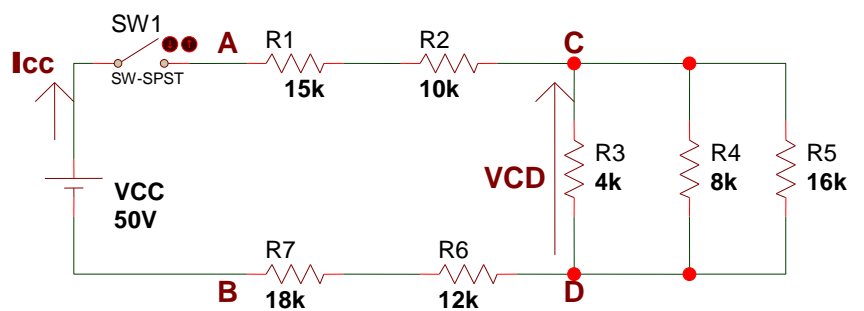 SW1
SW-SPST
Icc
A
R1
15k
R2
10k
C
VCC
50V
VCD
R3
4k
R4
8k
R5
16k
B
R7
18k
R6
12k
D